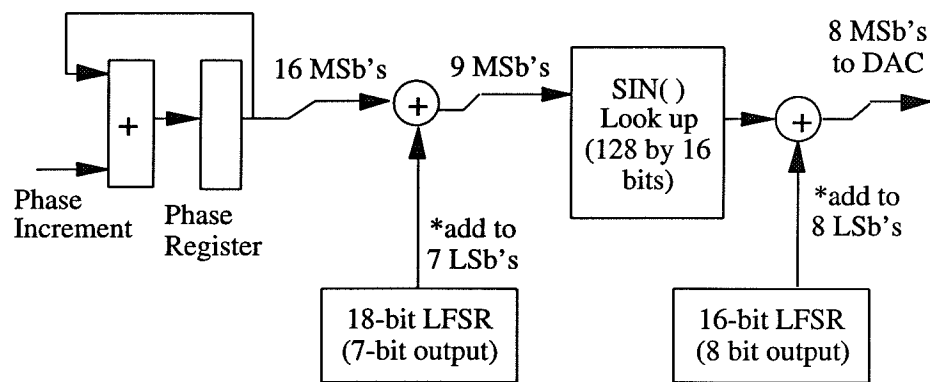 8 MSb's
to DAC
16 MSb's
9 MSb's
SIN( )
Look up
(128 by 16
bits)
+
+
+
Phase
Increment
Phase
Register
*add to
7 LSb's
*add to
8 LSb's
18-bit LFSR
(7-bit output)
16-bit LFSR
(8 bit output)